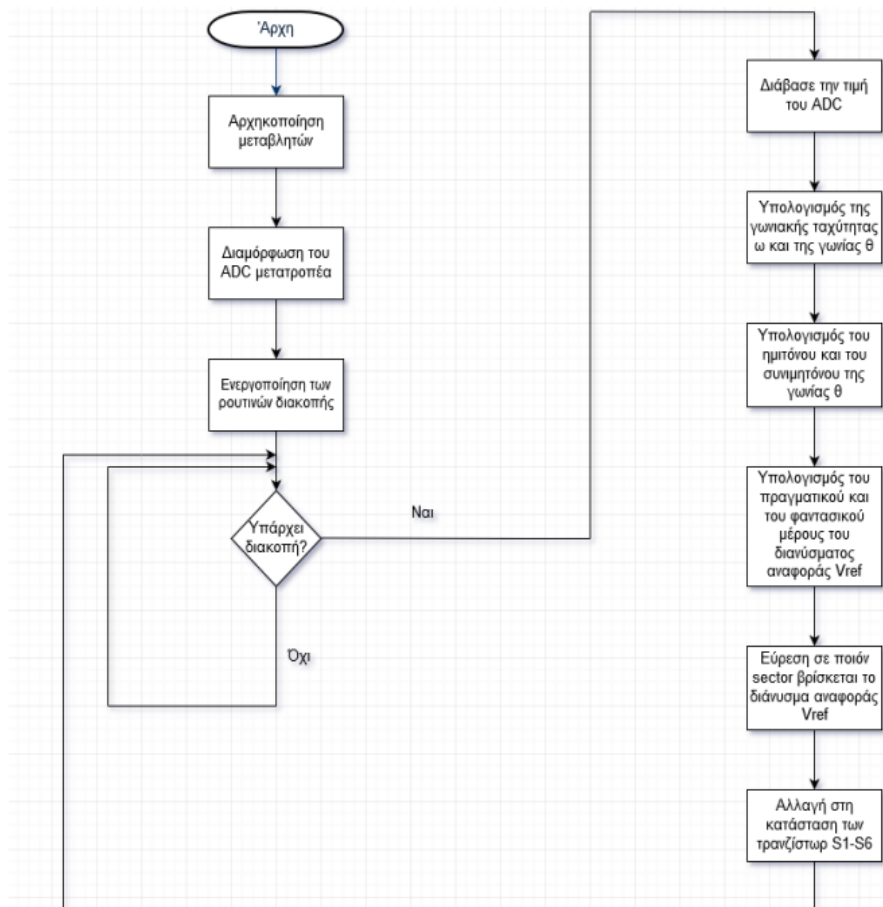 Άρχη
Αρχηκοποίηση
μεταβλητών
Διαμόρφωση του
ADC μετατροπέα
Ενεργοποίηση των
ρουτινών διακοπής
Υπάρχει
διακοπή?
Ναι
Όχι
Διάβασε την τιμή
του ADC
Υπολογισμός της
γωνιακής ταχύτητας
ω και της γωνίας θ
Υπολογισμός του
ημιτόνου και του
συνιμητόνου της
γωνίας θ
Υπολογισμός του
πραγματικού και
του φαντασικού
μέρους του
διανύσματος
αναφοράς Vref
Εύρεση σε ποιόν
sector βρίσκεται το
διάνυσμα αναφοράς
Vref
Αλλαγή στη
κατάσταση των
τρανζίστωρ S1-S6